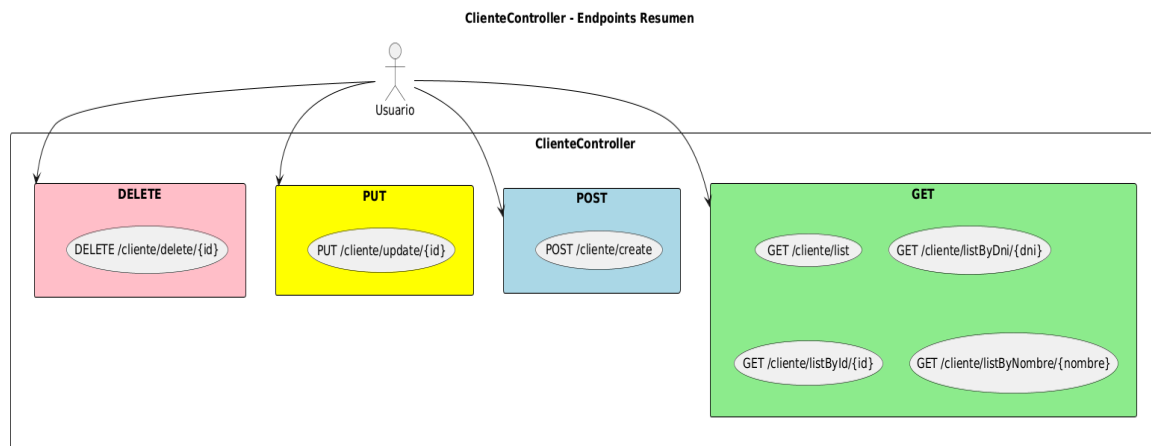 ClienteController - Endpoints Resumen
Usuario
ClienteController
DELETE
DELETE /cliente/delete/{id}
PUT
PUT /cliente/update/{id}
POST
POST /cliente/create
GET
GET /cliente/list
GET /cliente/listByDni/{dni}
GET /cliente/listById/{id}
GET /cliente/listByNombre/{nombre}